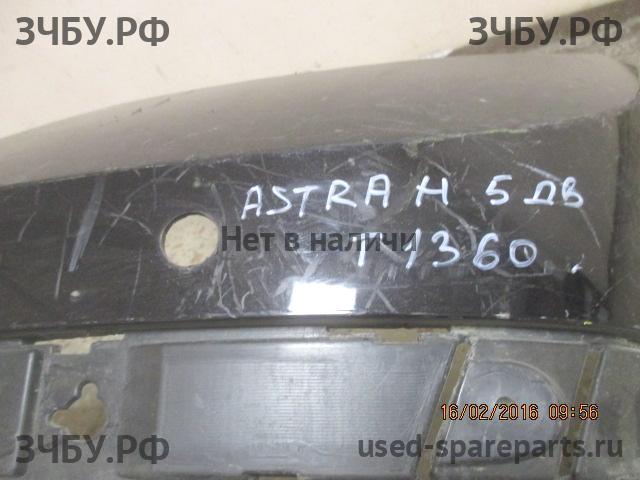 ЗЧБУ.РФ ЗЧБУ.РФ
ASTRA H 5 ДВ
Нет в наличии
T 1360
16/02/2016 09:56
ЗЧБУ.РФ used-spareparts.ru